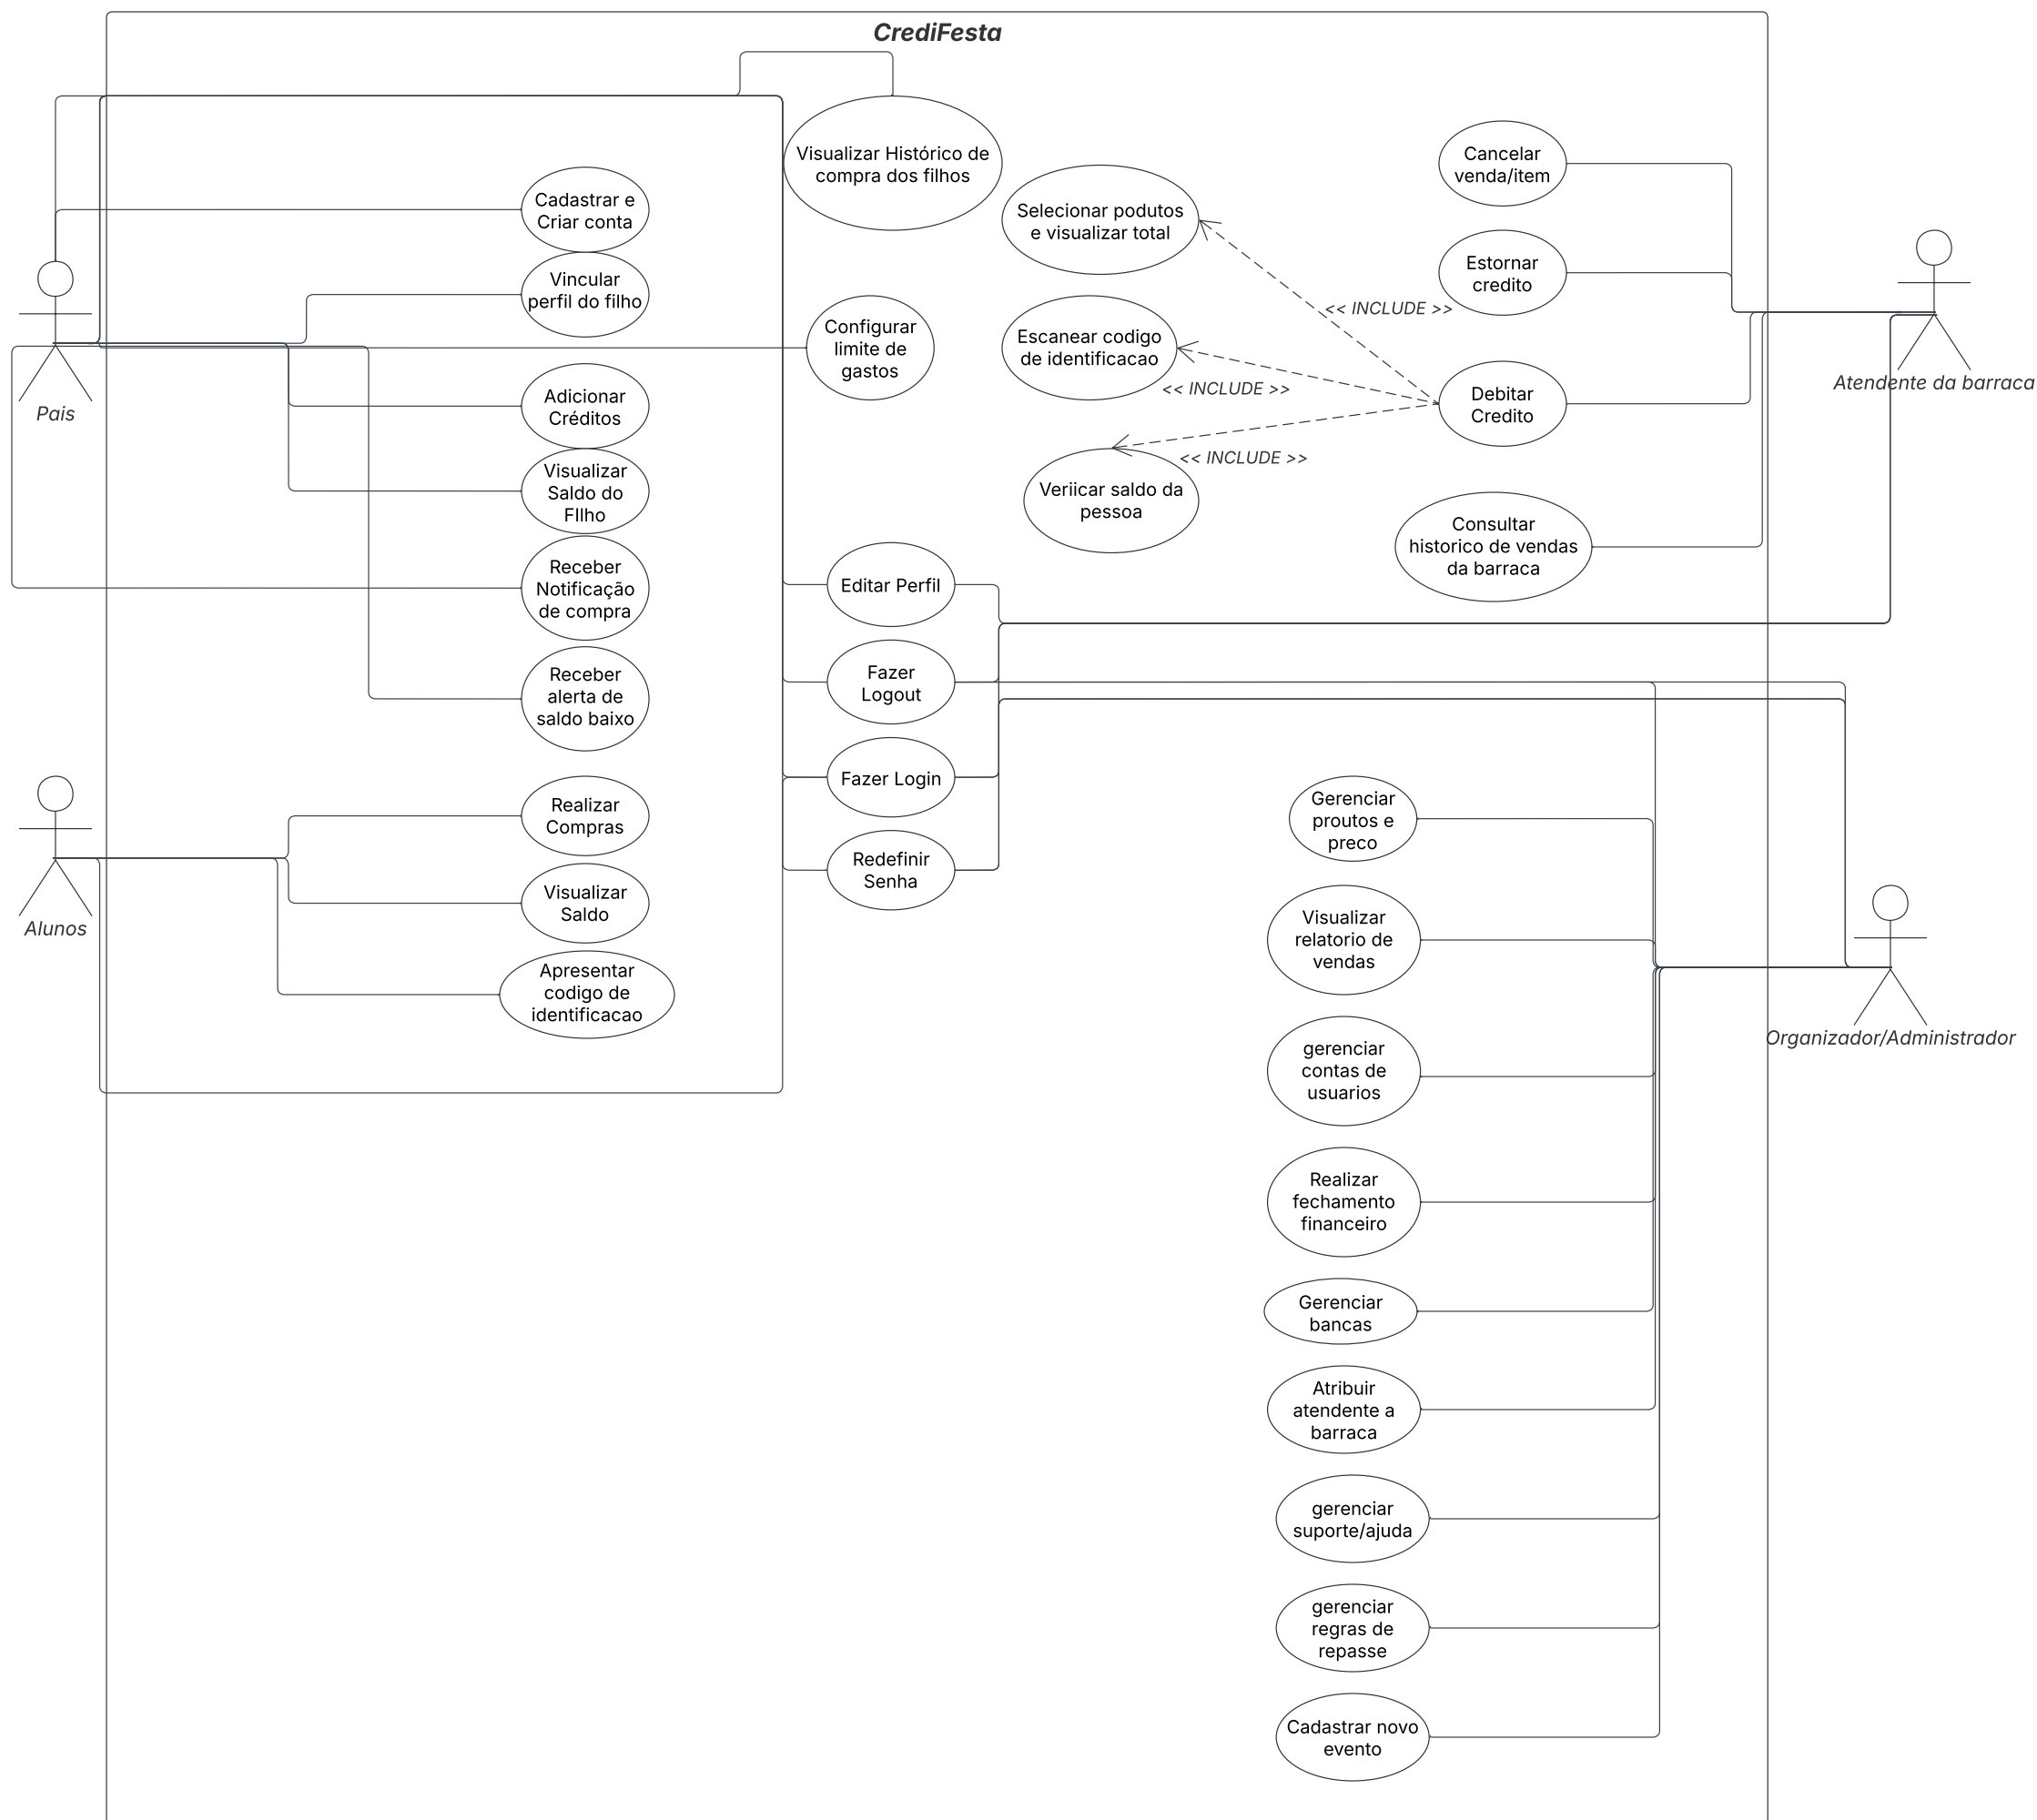 CrediFesta
Visualizar Histórico de
compra dos filhos
Cadastrar e
Criar conta
Vincular
perfil do filho
Configurar
limite de
gastos
Adicionar
Créditos
Visualizar
Saldo do
FIlho
Receber
Notificação
de compra
Receber
alerta de
saldo baixo
Pais
Selecionar podutos
e visualizar total
Escanear codigo
de identificacao
Veriicar saldo da
pessoa
<< INCLUDE >>
<< INCLUDE >>
<< INCLUDE >>
Cancelar
venda/item
Estornar
credito
Debitar
Credito
Consultar
historico de vendas
da barraca
Atendente da barraca
Editar Perfil
Fazer
Logout
Fazer Login
Redefinir
Senha
Realizar
Compras
Visualizar
Saldo
Apresentar
codigo de
identificacao
Alunos
Gerenciar
proutos e
preco
Visualizar
relatorio de
vendas
gerenciar
contas de
usuarios
Realizar
fechamento
financeiro
Gerenciar
bancas
Atribuir
atendente a
barraca
gerenciar
suporte/ajuda
gerenciar
regras de
repasse
Cadastrar novo
evento
Organizador/Administrador